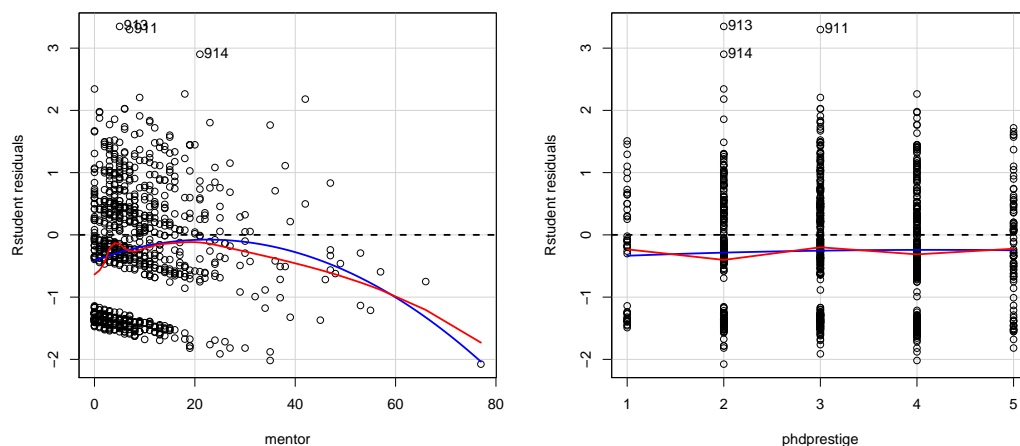 913
911
914
3
2
1
0
−1
−2
Rstudent residuals
0 20 40 60 80
mentor
913 911
914
3
2
1
0
−1
−2
Rstudent residuals
1 2 3 4 5
phdprestige